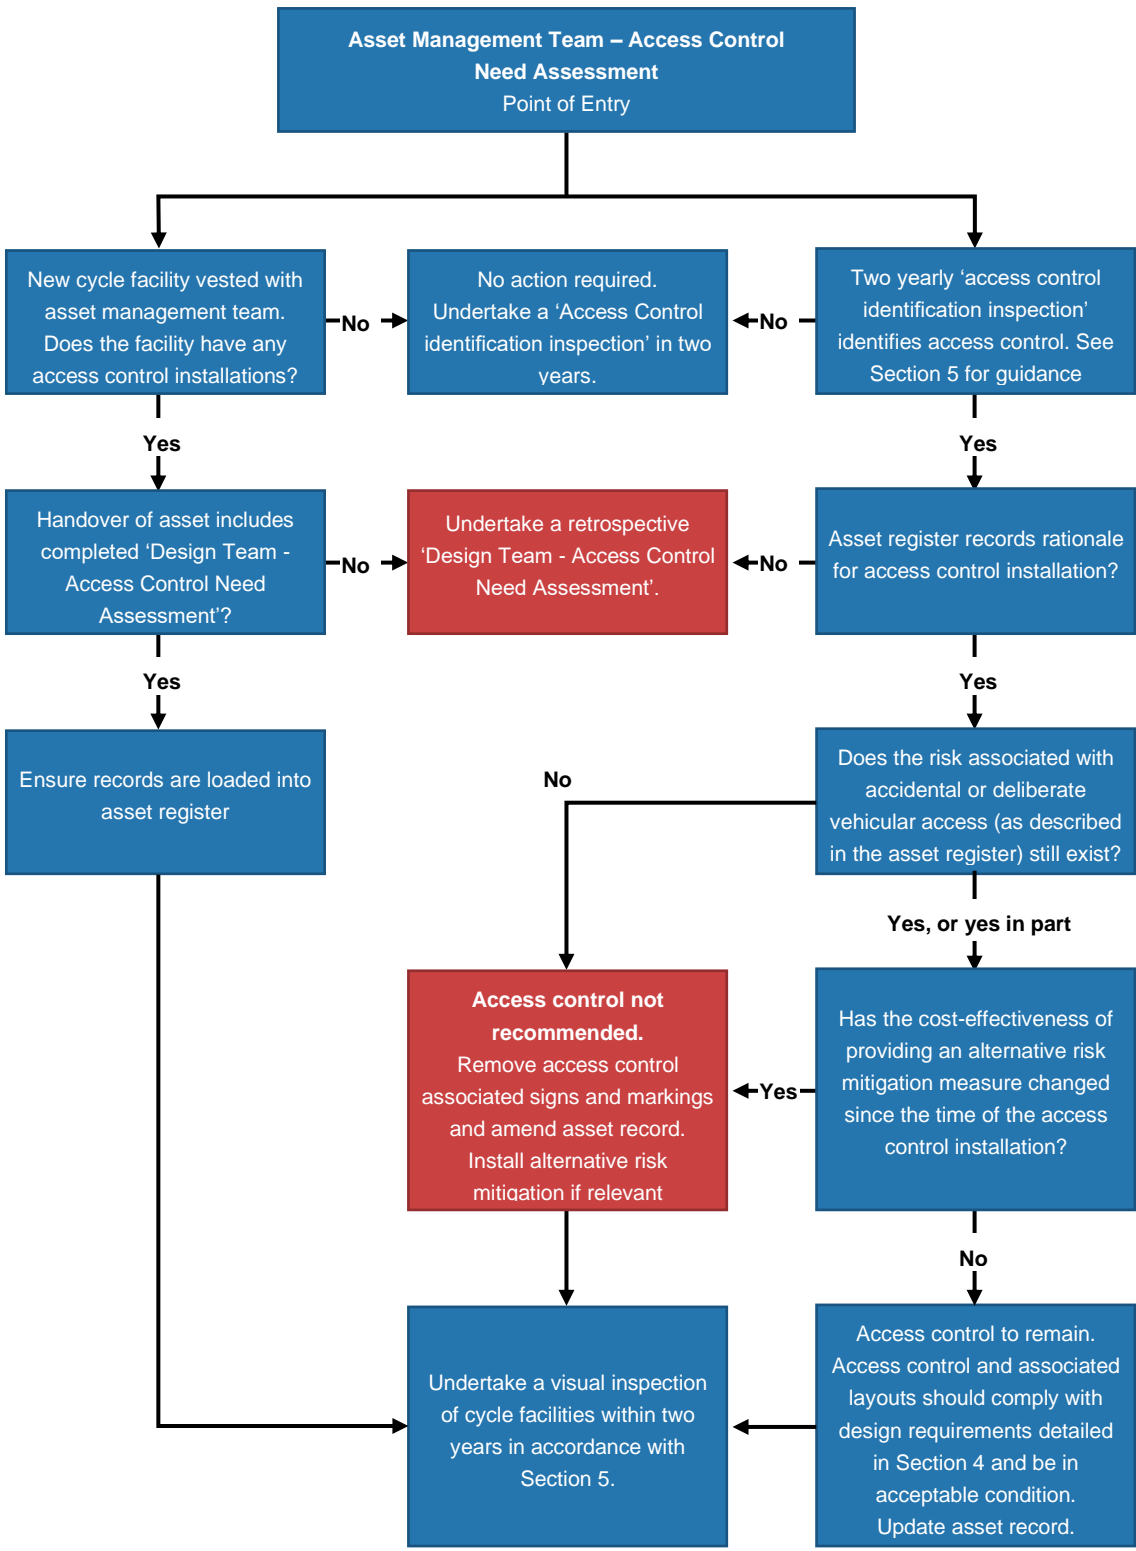 Asset Management Team – Access Control
Need Assessment
Point of Entry
New cycle facility vested with
asset management team.
Does the facility have any
access control installations?
No
No action required.
Undertake a ‘Access Control
identification inspection’ in two
years.
No
Two yearly ‘access control
identification inspection’
identifies access control. See
Section 5 for guidance
Yes
Yes
Handover of asset includes
completed ‘Design Team -
Access Control Need
Assessment’?
No
Undertake a retrospective
‘Design Team - Access Control
Need Assessment’.
No
Asset register records rationale
for access control installation?
Yes
Yes
Ensure records are loaded into
asset register
No
Does the risk associated with
accidental or deliberate
vehicular access (as described
in the asset register) still exist?
Yes, or yes in part
Access control not
recommended.
Remove access control
associated signs and markings
and amend asset record.
Install alternative risk
mitigation if relevant
Yes
Has the cost-effectiveness of
providing an alternative risk
mitigation measure changed
since the time of the access
control installation?
No
Undertake a visual inspection
of cycle facilities within two
years in accordance with
Section 5.
Access control to remain.
Access control and associated
layouts should comply with
design requirements detailed
in Section 4 and be in
acceptable condition.
Update asset record.